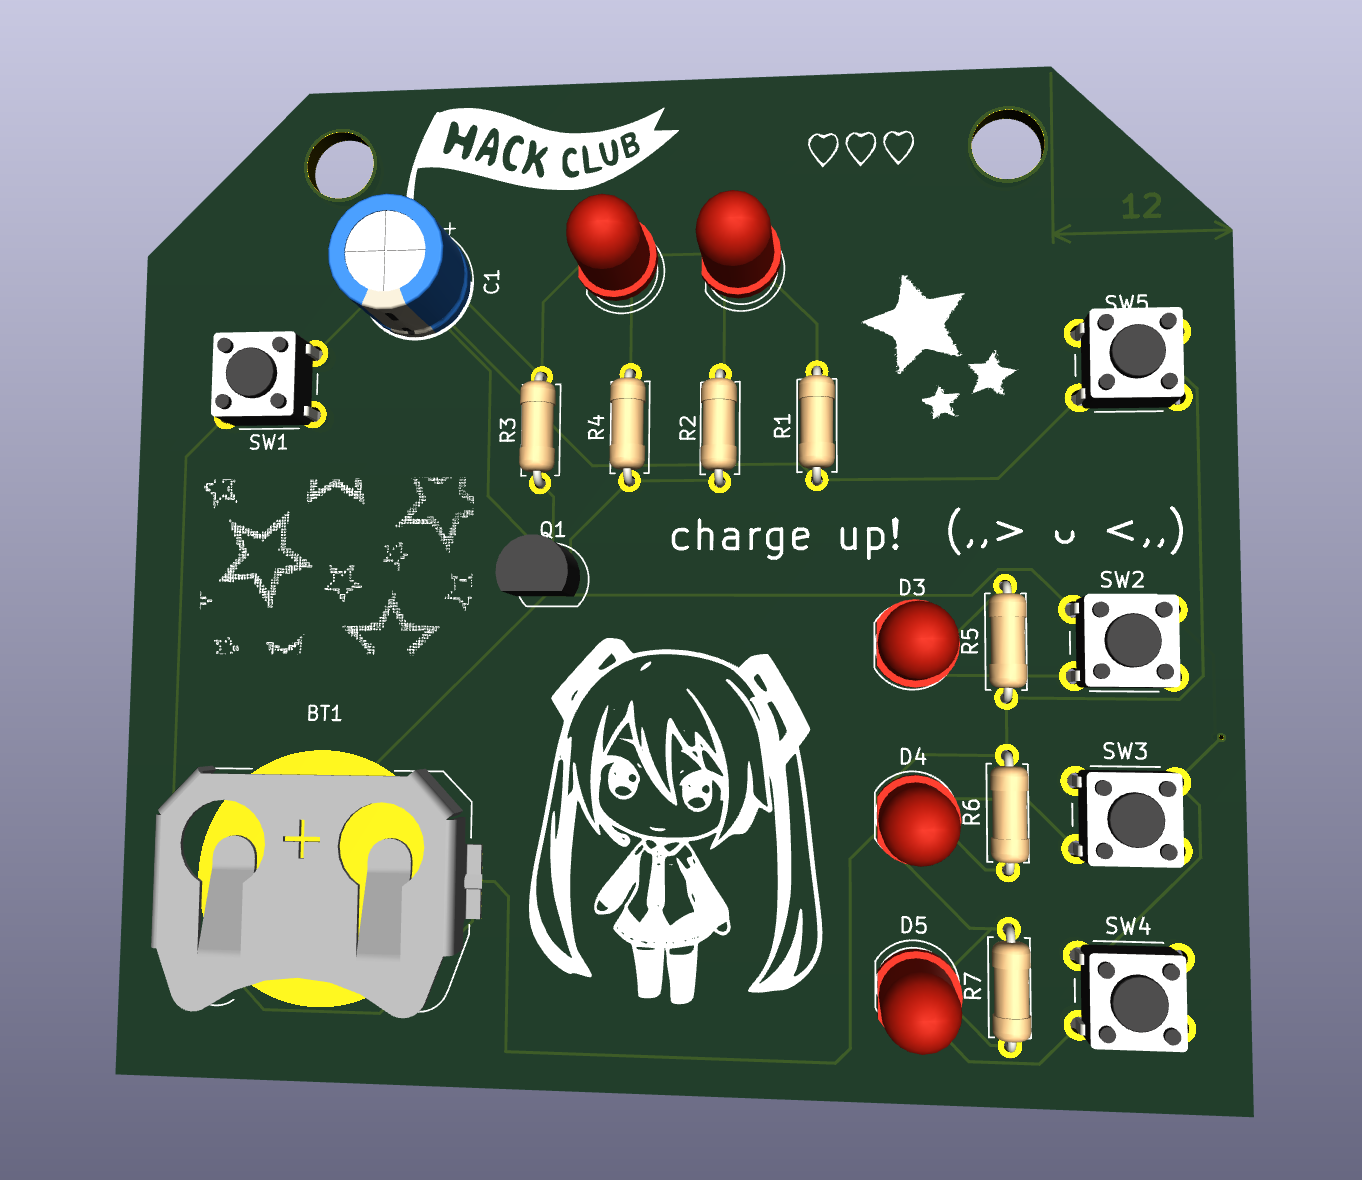 HACK CLUB
♡♡♡
12
+
C1
SW5
SW1
R3
R4
R2
R1
Q1
charge up! (,,> ᴗ <,,)
D3
R5
SW2
BT1
D4
R6
SW3
+
D5
R7
SW4